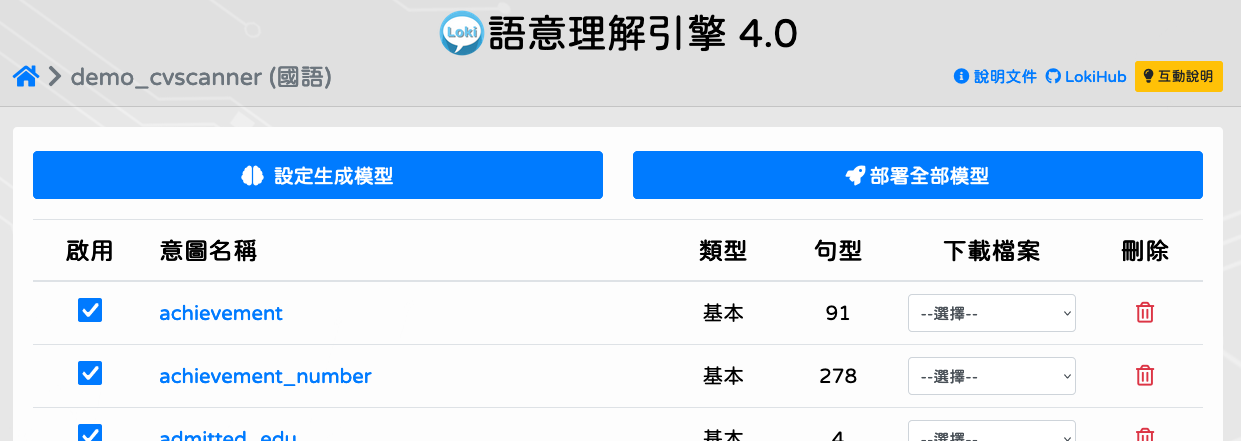 Loki 語意理解引擎 4.0
demo_cvscanner (國語) 說明文件 LokiHub 互動說明
設定生成模型 部署全部模型
啟用 意圖名稱 類型 句型 下載檔案 刪除
achievement 基本 91 --選擇--
achievement_number 基本 278 --選擇--
admitted_edu 基本 4 --選擇--